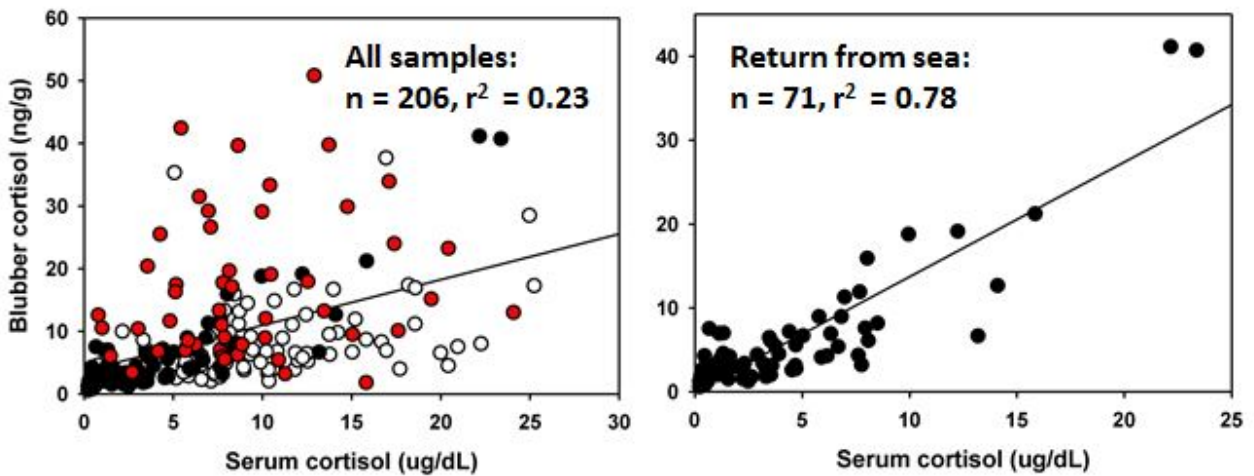 60
50
40
30
20
10
0
Blubber cortisol (ng/g)
All samples:
n = 206, r² = 0.23
0 5 10 15 20 25 30
Serum cortisol (ug/dL)
40
30
20
10
0
Return from sea:
n = 71, r² = 0.78
0 5 10 15 20 25
Serum cortisol (ug/dL)